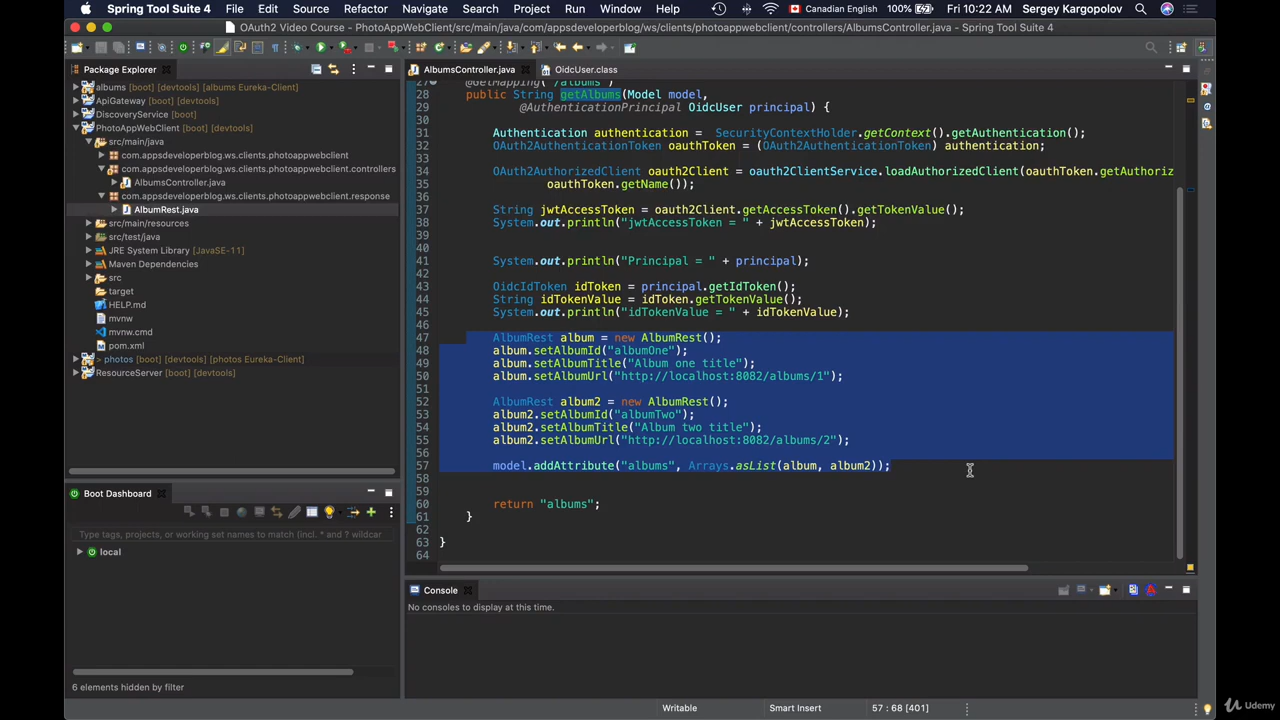 Spring Tool Suite 4 File Edit Source Refactor Navigate Search Project Run Window Help Canadian English 100% Fri 10:22 AM Sergey Kargopolov
OAuth2 Video Course - PhotoAppWebClient/src/main/java/com/appsdeveloperblog/ws/clients/photoappwebclient/controllers/AlbumsController.java - Spring Tool Suite 4
Package Explorer
albums [boot] [devtools] [albums Eureka-Client]
ApiGateway [boot] [devtools]
DiscoveryService [boot] [devtools]
PhotoAppWebClient [boot] [devtools]
src/main/java
com.appsdeveloperblog.ws.clients.photoappwebclient
com.appsdeveloperblog.ws.clients.photoappwebclient.controllers
AlbumsController.java
com.appsdeveloperblog.ws.clients.photoappwebclient.response
AlbumRest.java
src/main/resources
src/test/java
JRE System Library [JavaSE-11]
Maven Dependencies
src
target
HELP.md
mvnw
mvnw.cmd
pom.xml
> photos [boot] [devtools] [photos Eureka-Client]
ResourceServer [boot] [devtools]
Boot Dashboard
Type tags, projects, or working set names to match (incl. * and ? wildcar
local
6 elements hidden by filter
AlbumsController.java OidcUser.class
27 @GetMapping("/albums")
28 public String getAlbums(Model model,
29 @AuthenticationPrincipal OidcUser principal) {
30
31 Authentication authentication = SecurityContextHolder.getContext().getAuthentication();
32 OAuth2AuthenticationToken oauthToken = (OAuth2AuthenticationToken) authentication;
33
34 OAuth2AuthorizedClient oauth2Client = oauth2ClientService.loadAuthorizedClient(oauthToken.getAuthoriz
35 oauthToken.getName());
36
37 String jwtAccessToken = oauth2Client.getAccessToken().getTokenValue();
38 System.out.println("jwtAccessToken = " + jwtAccessToken);
39
40
41 System.out.println("Principal = " + principal);
42
43 OidcIdToken idToken = principal.getIdToken();
44 String idTokenValue = idToken.getTokenValue();
45 System.out.println("idTokenValue = " + idTokenValue);
46
47 AlbumRest album = new AlbumRest();
48 album.setAlbumId("albumOne");
49 album.setAlbumTitle("Album one title");
50 album.setAlbumUrl("http://localhost:8082/albums/1");
51
52 AlbumRest album2 = new AlbumRest();
53 album2.setAlbumId("albumTwo");
54 album2.setAlbumTitle("Album two title");
55 album2.setAlbumUrl("http://localhost:8082/albums/2");
56
57 model.addAttribute("albums", Arrays.asList(album, album2));
58
59
60 return "albums";
61 }
62
63 }
64
Console
No consoles to display at this time.
Writable Smart Insert 57 : 68 [401]
Udemy